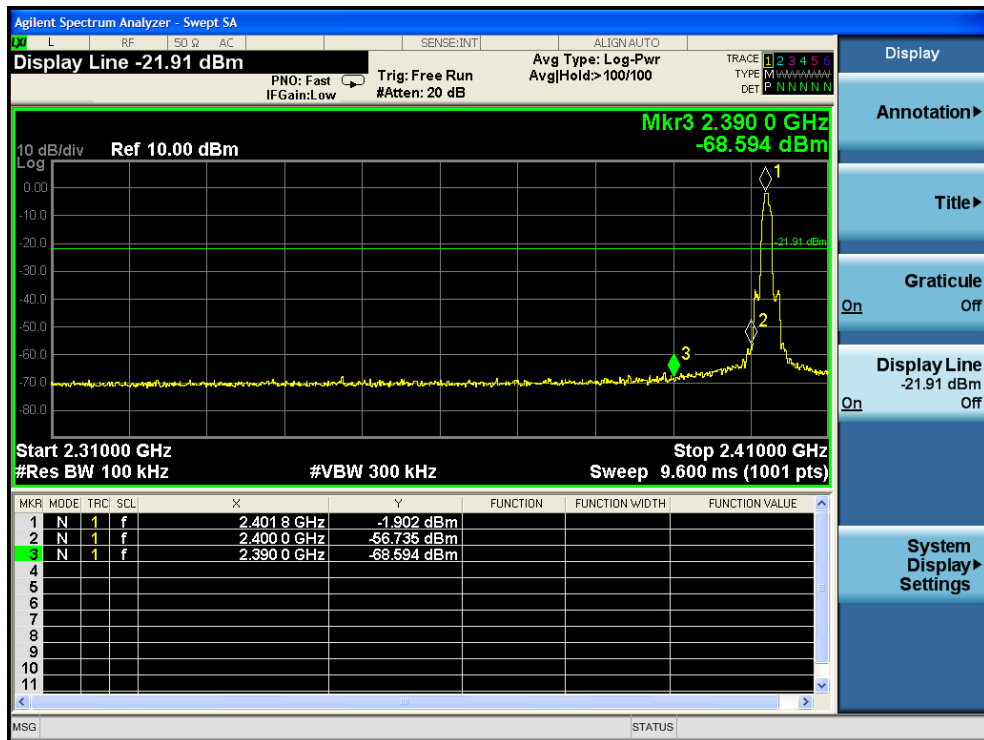 Agilent Spectrum Analyzer - Swept SA
LXI L RF 50 Ω AC SENSE:INT ALIGN AUTO
Display Line -21.91 dBm
PNO: Fast
IFGain:Low
Trig: Free Run
#Atten: 20 dB
Avg Type: Log-Pwr
Avg|Hold:> 100/100
TRACE 1 2 3 4 5 6
TYPE M WWWWW
DET P N N N N N
Mkr3 2.390 0 GHz
-68.594 dBm
10 dB/div Ref 10.00 dBm
Log
0.00
-10.0
-20.0
-30.0
-40.0
-50.0
-60.0
-70.0
-80.0
1
-21.91 dBm
2
3
Start 2.31000 GHz Stop 2.41000 GHz
#Res BW 100 kHz #VBW 300 kHz Sweep 9.600 ms (1001 pts)
MKR MODE TRC SCL X Y FUNCTION FUNCTION WIDTH FUNCTION VALUE
1 N 1 f 2.401 8 GHz -1.902 dBm
2 N 1 f 2.400 0 GHz -56.735 dBm
3 N 1 f 2.390 0 GHz -68.594 dBm
4
5
6
7
8
9
10
11
MSG STATUS
Display
Annotation
Title
Graticule
On Off
Display Line
-21.91 dBm
On Off
System
Display
Settings